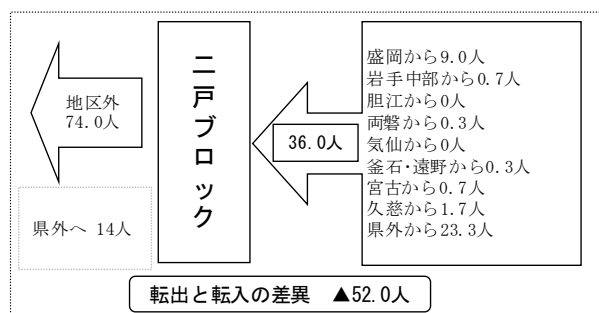 地区外
74.0人
県外へ 14人
二戸ブロック
36.0人
盛岡から9.0人
岩手中部から0.7人
胆江から0人
両磐から0.3人
気仙から0人
釜石・遠野から0.3人
宮古から0.7人
久慈から1.7人
県外から23.3人
転出と転入の差異 ▲52.0人